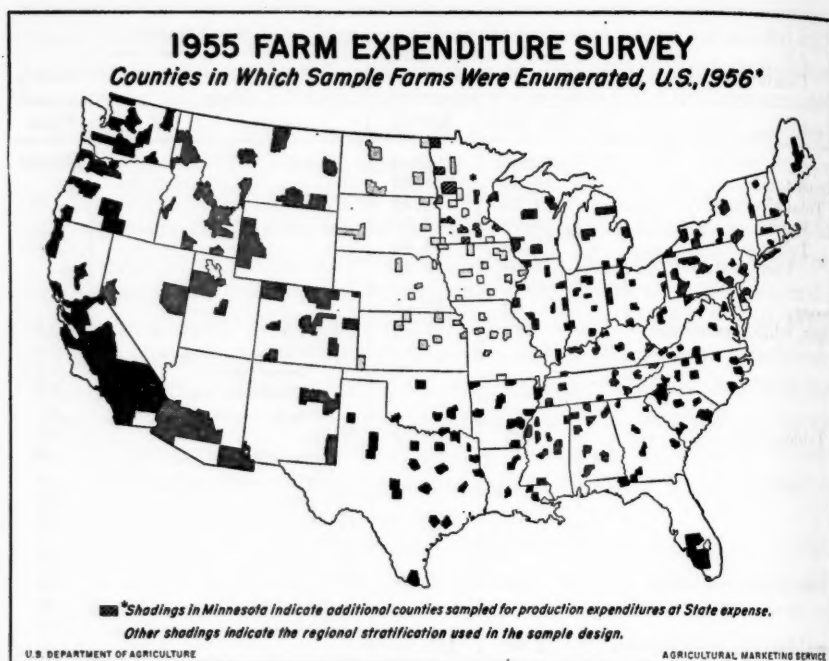 1955 FARM EXPENDITURE SURVEY
Counties in Which Sample Farms Were Enumerated, U.S., 1956*
*Shadings in Minnesota indicate additional counties sampled for production expenditures at State expense.
Other shadings indicate the regional stratification used in the sample design.
U.S. DEPARTMENT OF AGRICULTURE
AGRICULTURAL MARKETING SERVICE